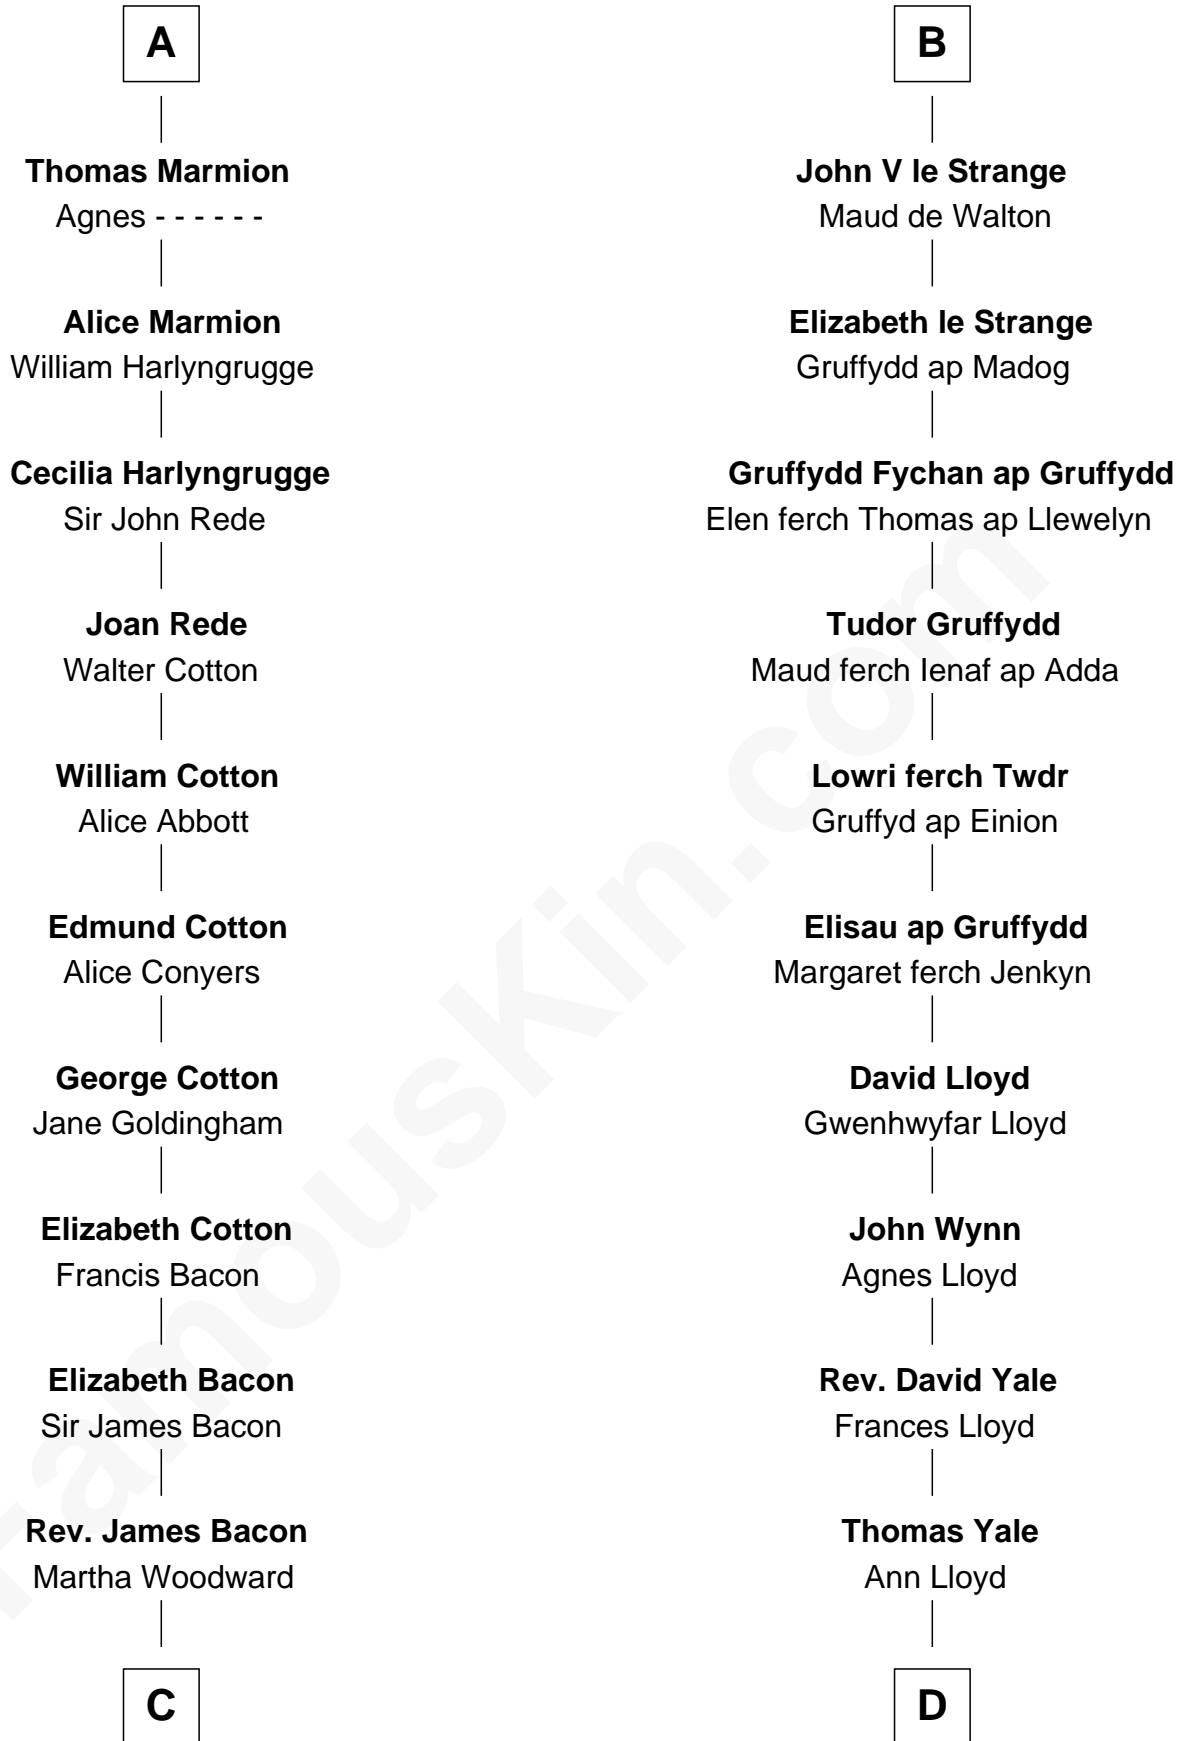 A
Thomas Marmion
Agnes - - - - - -
Alice Marmion
William Harlyngrugge
Cecilia Harlyngrugge
Sir John Rede
Joan Rede
Walter Cotton
William Cotton
Alice Abbott
Edmund Cotton
Alice Conyers
George Cotton
Jane Goldingham
Elizabeth Cotton
Francis Bacon
Elizabeth Bacon
Sir James Bacon
Rev. James Bacon
Martha Woodward
C
B
John V le Strange
Maud de Walton
Elizabeth le Strange
Gruffydd ap Madog
Gruffydd Fychan ap Gruffydd
Elen ferch Thomas ap Llewelyn
Tudor Gruffydd
Maud ferch Ienaf ap Adda
Lowri ferch Twdr
Gruffyd ap Einion
Elisau ap Gruffydd
Margaret ferch Jenkyn
David Lloyd
Gwenhwyfar Lloyd
John Wynn
Agnes Lloyd
Rev. David Yale
Frances Lloyd
Thomas Yale
Ann Lloyd
D
FamousKin.com